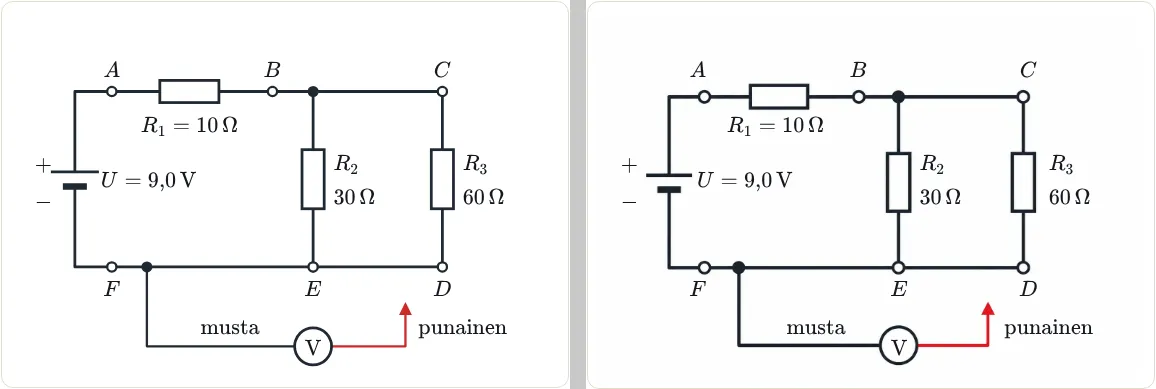 A B C
R₁ = 10 Ω
+
U = 9,0 V
−
R₂
30 Ω
R₃
60 Ω
F E D
musta
V
punainen
A B C
R₁ = 10 Ω
+
U = 9,0 V
−
R₂
30 Ω
R₃
60 Ω
F E D
musta
V
punainen